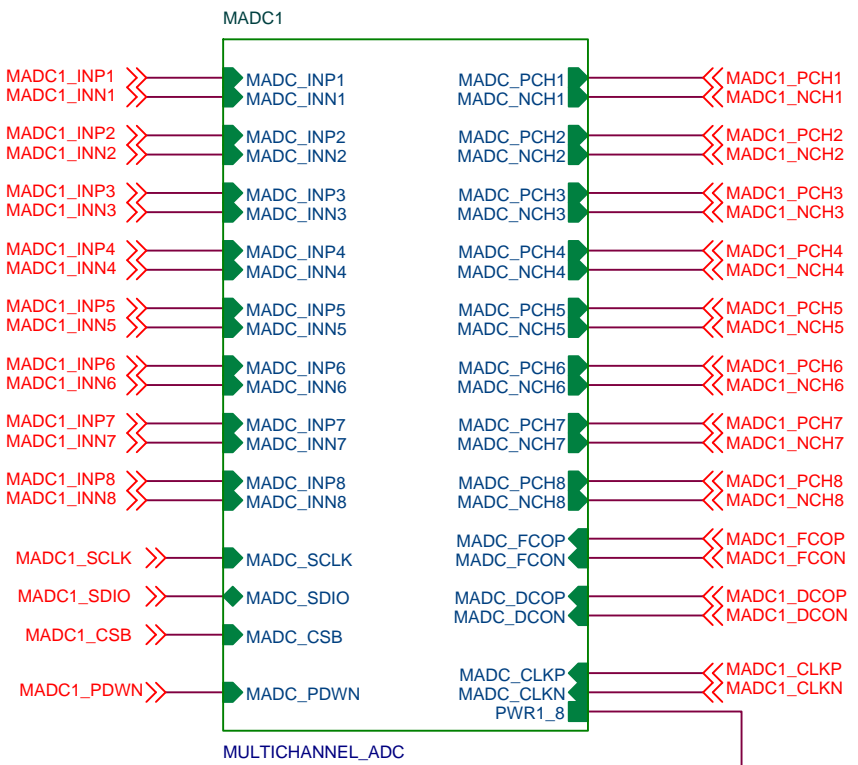 MADC1
MADC1_INP1 MADC_INP1 MADC_PCH1 MADC1_PCH1
MADC1_INN1 MADC_INN1 MADC_NCH1 MADC1_NCH1
MADC1_INP2 MADC_INP2 MADC_PCH2 MADC1_PCH2
MADC1_INN2 MADC_INN2 MADC_NCH2 MADC1_NCH2
MADC1_INP3 MADC_INP3 MADC_PCH3 MADC1_PCH3
MADC1_INN3 MADC_INN3 MADC_NCH3 MADC1_NCH3
MADC1_INP4 MADC_INP4 MADC_PCH4 MADC1_PCH4
MADC1_INN4 MADC_INN4 MADC_NCH4 MADC1_NCH4
MADC1_INP5 MADC_INP5 MADC_PCH5 MADC1_PCH5
MADC1_INN5 MADC_INN5 MADC_NCH5 MADC1_NCH5
MADC1_INP6 MADC_INP6 MADC_PCH6 MADC1_PCH6
MADC1_INN6 MADC_INN6 MADC_NCH6 MADC1_NCH6
MADC1_INP7 MADC_INP7 MADC_PCH7 MADC1_PCH7
MADC1_INN7 MADC_INN7 MADC_NCH7 MADC1_NCH7
MADC1_INP8 MADC_INP8 MADC_PCH8 MADC1_PCH8
MADC1_INN8 MADC_INN8 MADC_NCH8 MADC1_NCH8
MADC_FCOP MADC1_FCOP
MADC1_SCLK MADC_SCLK MADC_FCON MADC1_FCON
MADC1_SDIO MADC_SDIO MADC_DCOP MADC1_DCOP
MADC_DCON MADC1_DCON
MADC1_CSB MADC_CSB
MADC_CLKP MADC1_CLKP
MADC1_PDWN MADC_PDWN MADC_CLKN MADC1_CLKN
PWR1_8
MULTICHANNEL_ADC